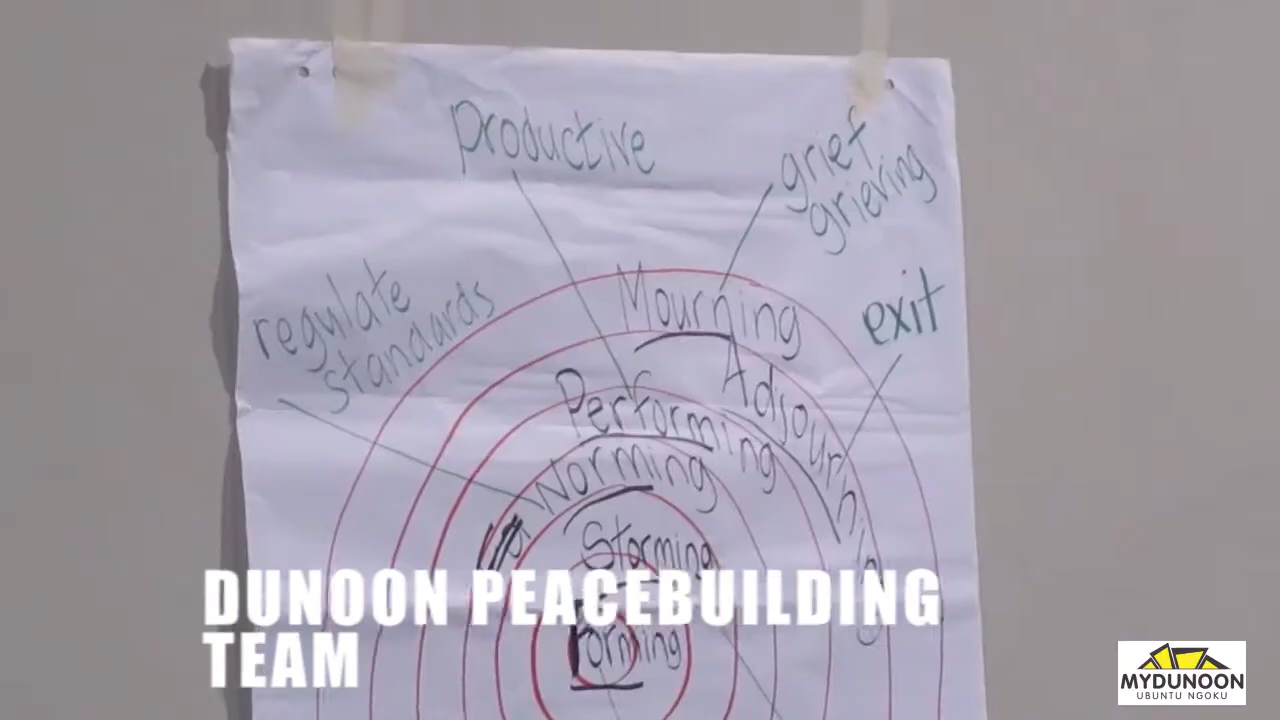 productive
grief
grieving
regulate
standards
exit
Mourning
Adjourning
Performing
Norming
Storming
Forming
DUNOON PEACEBUILDING
TEAM
MYDUNOON
UBUNTU NGOKU